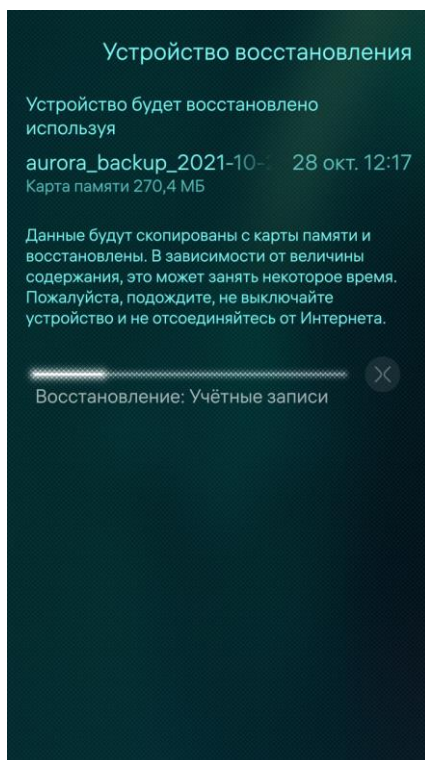 Устройство восстановления
Устройство будет восстановлено
используя
aurora_backup_2021-10- 28 окт. 12:17
Карта памяти 270,4 МБ
Данные будут скопированы с карты памяти и
восстановлены. В зависимости от величины
содержания, это может занять некоторое время.
Пожалуйста, подождите, не выключайте
устройство и не отсоединяйтесь от Интернета.
Восстановление: Учётные записи